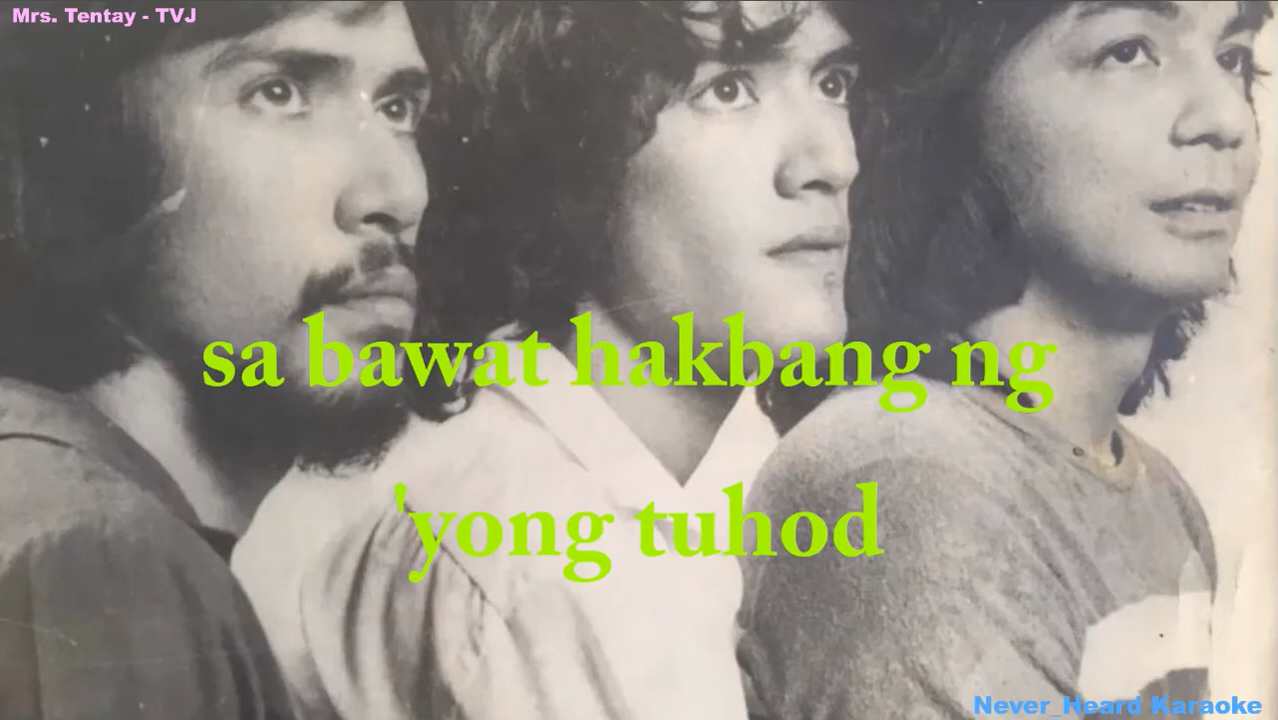 Mrs. Tentay - TVJ
sa bawat hakbang ng
'yong tuhod
Never_Heard Karaoke